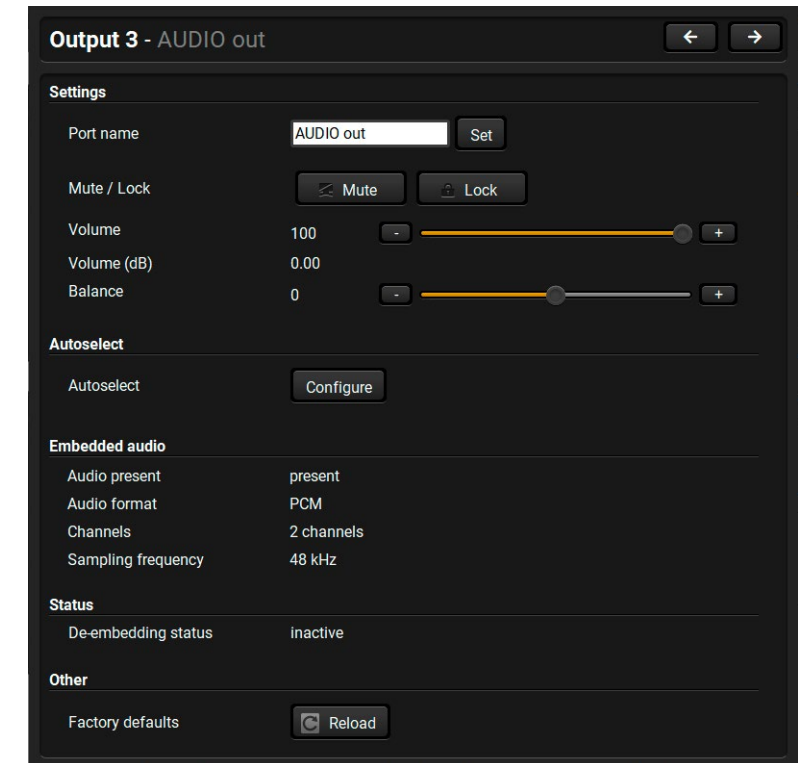 Output 3 - AUDIO out
Settings
Port name AUDIO out Set
Mute / Lock Mute Lock
Volume 100 - +
Volume (dB) 0.00
Balance 0 - +
Autoselect
Autoselect Configure
Embedded audio
Audio present present
Audio format PCM
Channels 2 channels
Sampling frequency 48 kHz
Status
De-embedding status inactive
Other
Factory defaults Reload